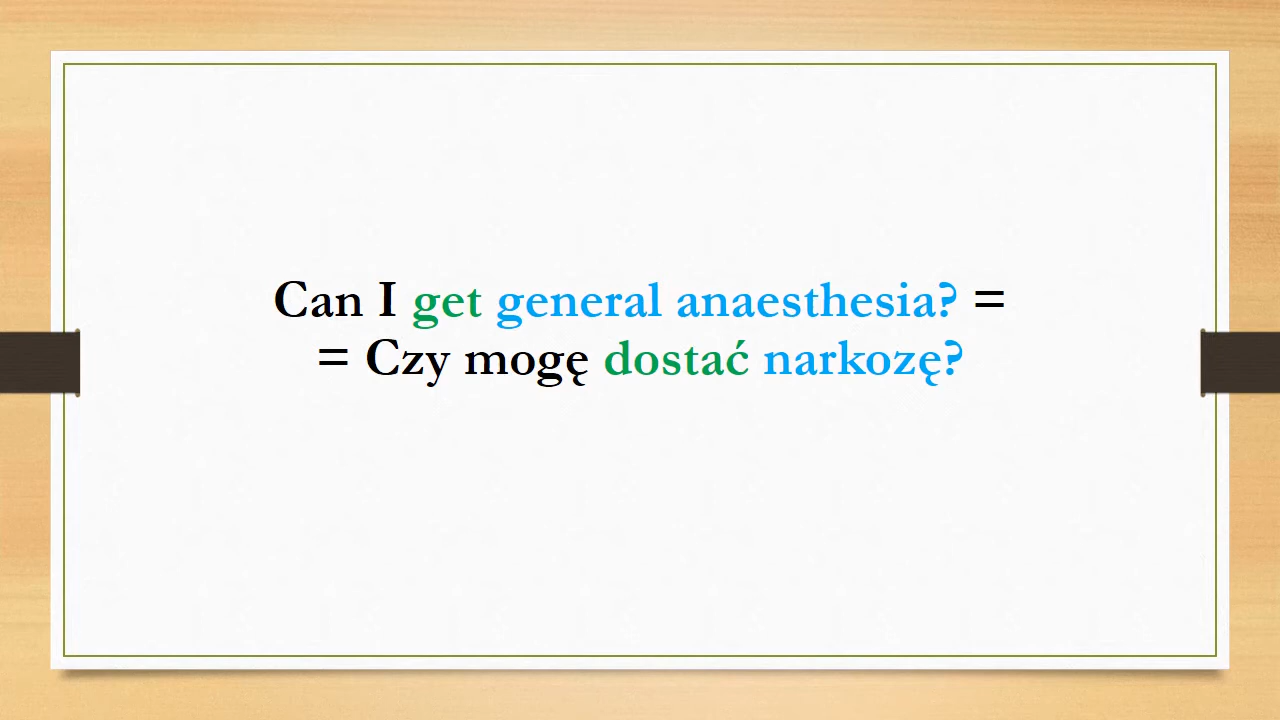 Can I get general anaesthesia? =
= Czy mogę dostać narkozę?